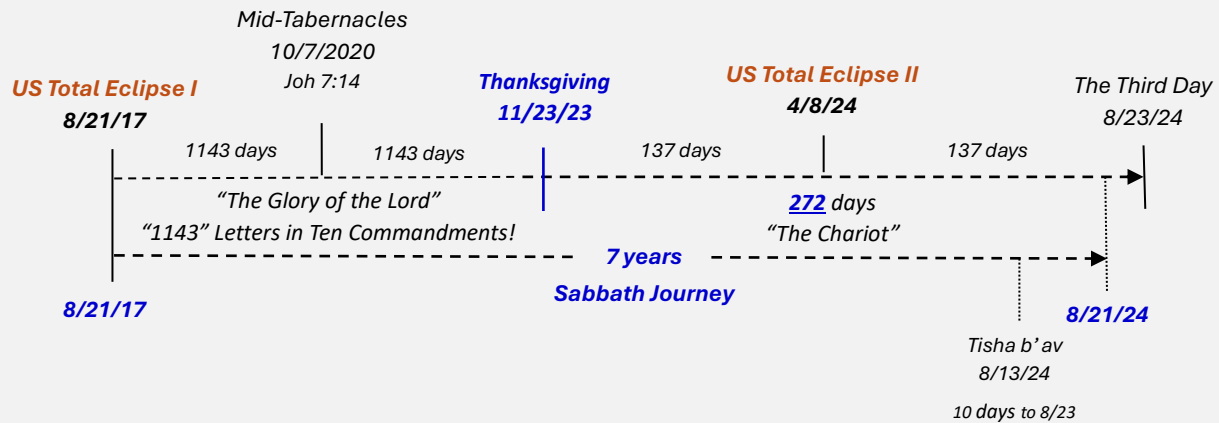 Mid-Tabernacles
10/7/2020
Joh 7:14
US Total Eclipse I
8/21/17
Thanksgiving
11/23/23
US Total Eclipse II
4/8/24
The Third Day
8/23/24
1143 days
1143 days
137 days
137 days
“The Glory of the Lord”
“1143” Letters in Ten Commandments!
272 days
“The Chariot”
7 years
Sabbath Journey
8/21/17
8/21/24
Tisha b’ av
8/13/24
10 days to 8/23